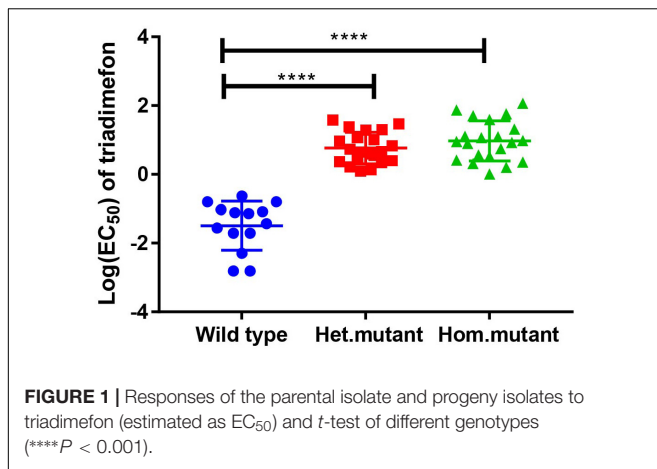 ****
****
Log(EC50) of triadimefon
4
2
0
-2
-4
Wild type Het.mutant Hom.mutant
FIGURE 1 | Responses of the parental isolate and progeny isolates to
triadimefon (estimated as EC50) and t-test of different genotypes
(****P < 0.001).